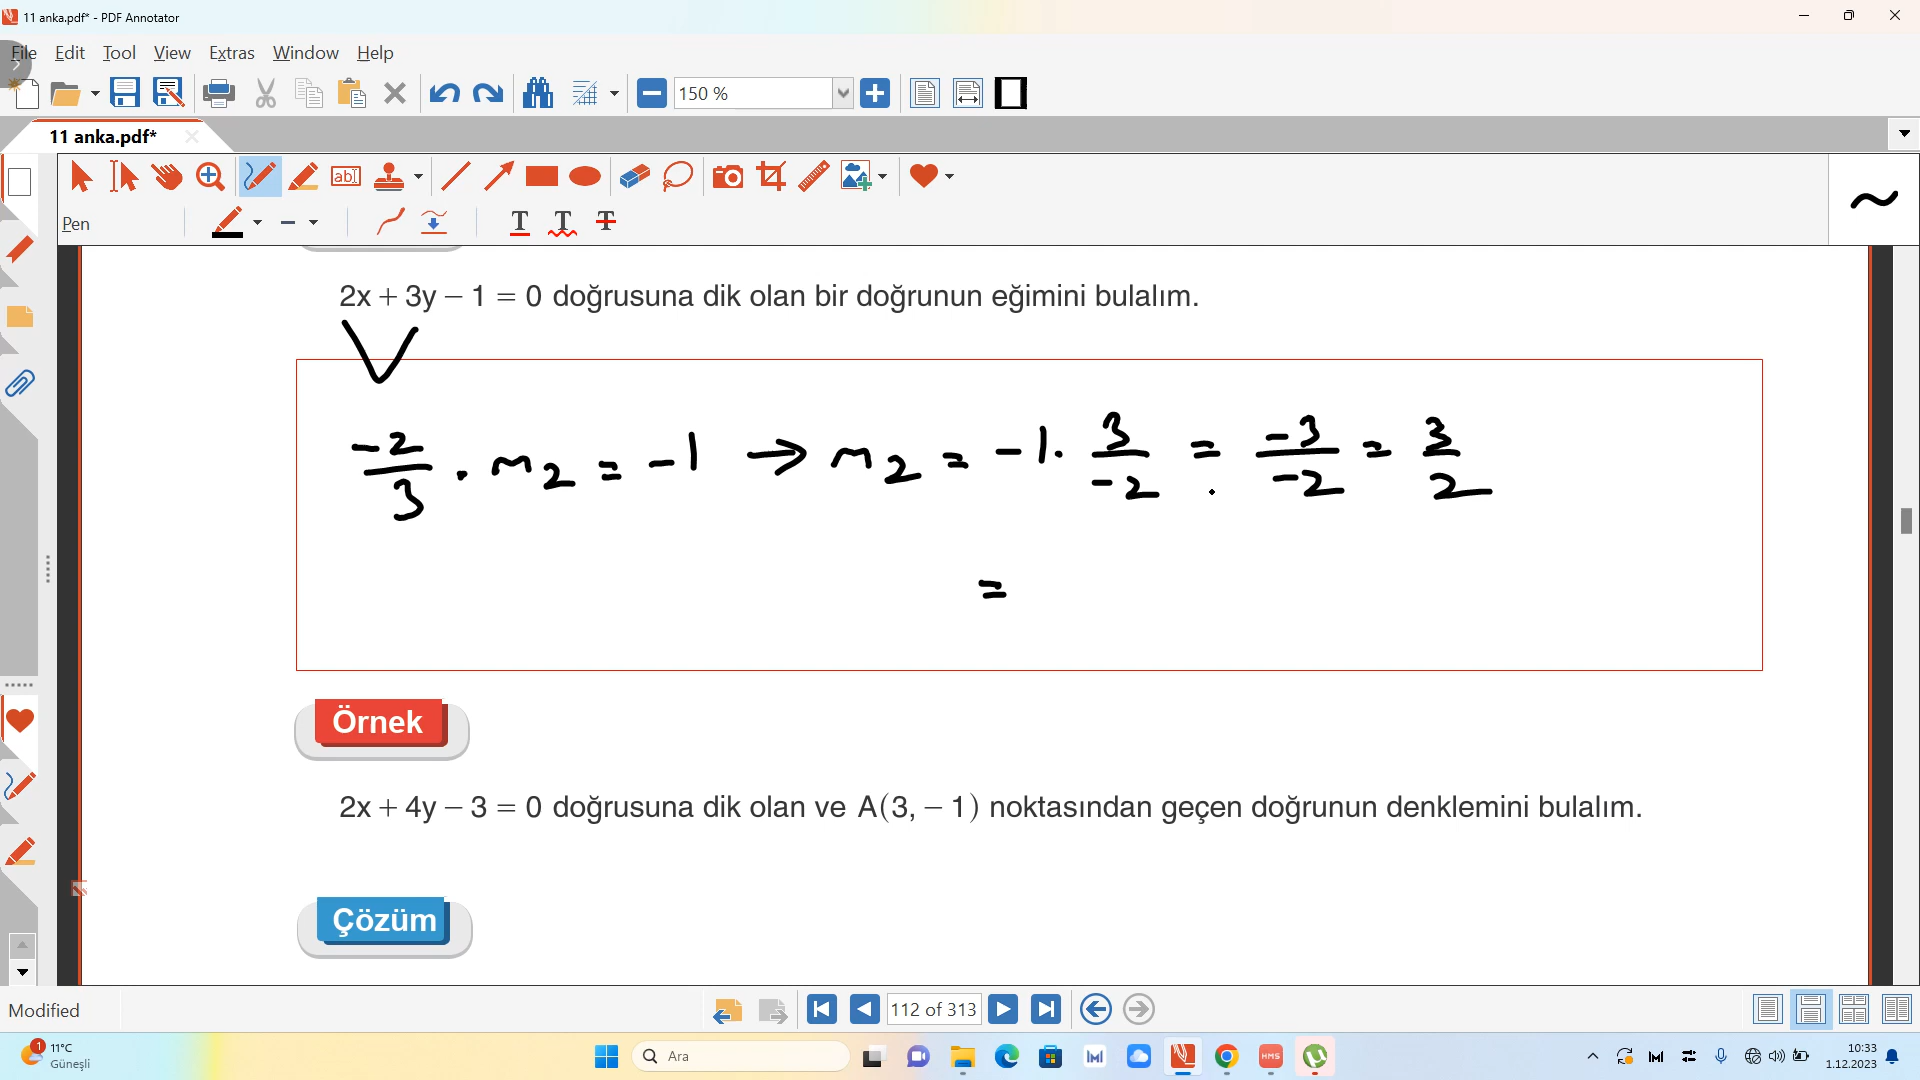 11 anka.pdf* - PDF Annotator
File Edit Tool View Extras Window Help
150 %
11 anka.pdf*
Pen
2x + 3y − 1 = 0 doğrusuna dik olan bir doğrunun eğimini bulalım.
-2/3 . m2 = -1 → m2 = -1 . 3/-2 = -3/-2 = 3/2
=
Örnek
2x + 4y − 3 = 0 doğrusuna dik olan ve A(3, − 1) noktasından geçen doğrunun denklemini bulalım.
Çözüm
Modified
112 of 313
1
11°C
Güneşli
Ara
HMS
10:33
1.12.2023